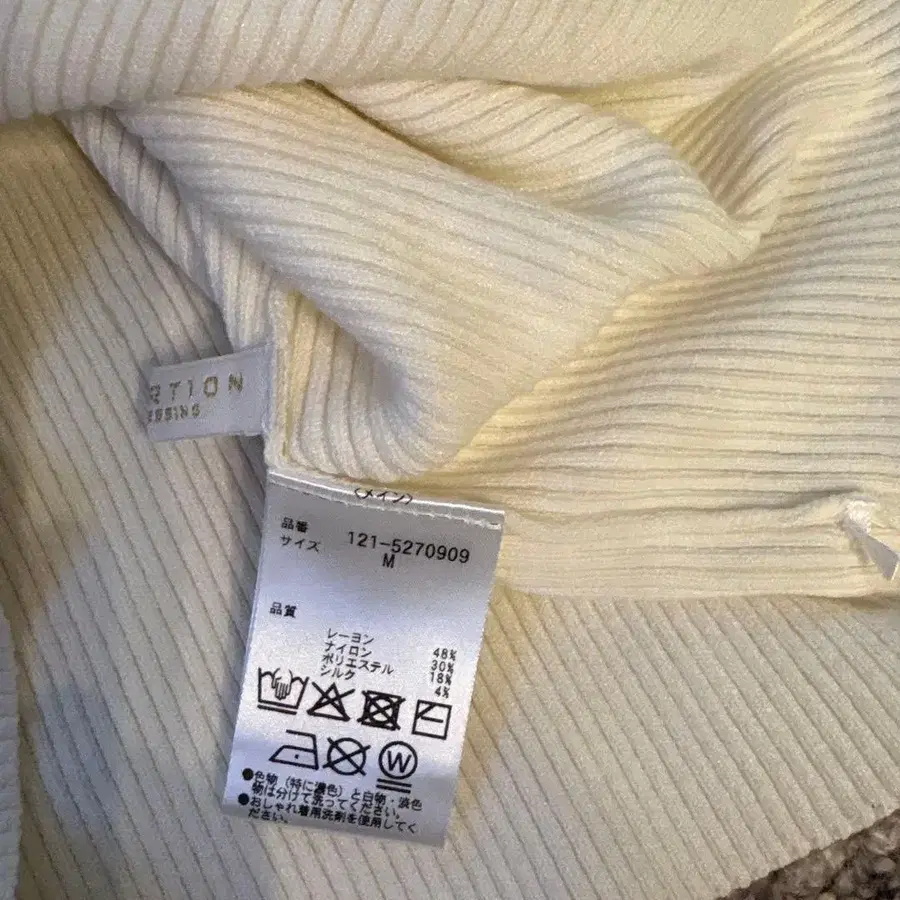 RTION
ESSING
〈メイン〉
品番 121-5270909
サイズ M
品質
レーヨン 48%
ナイロン 30%
ポリエステル 18%
シルク 4%
W
●色物（特に濃色）と白物・淡色
物は分けて洗ってください。
●おしゃれ着用洗剤を使用してく
ださい。